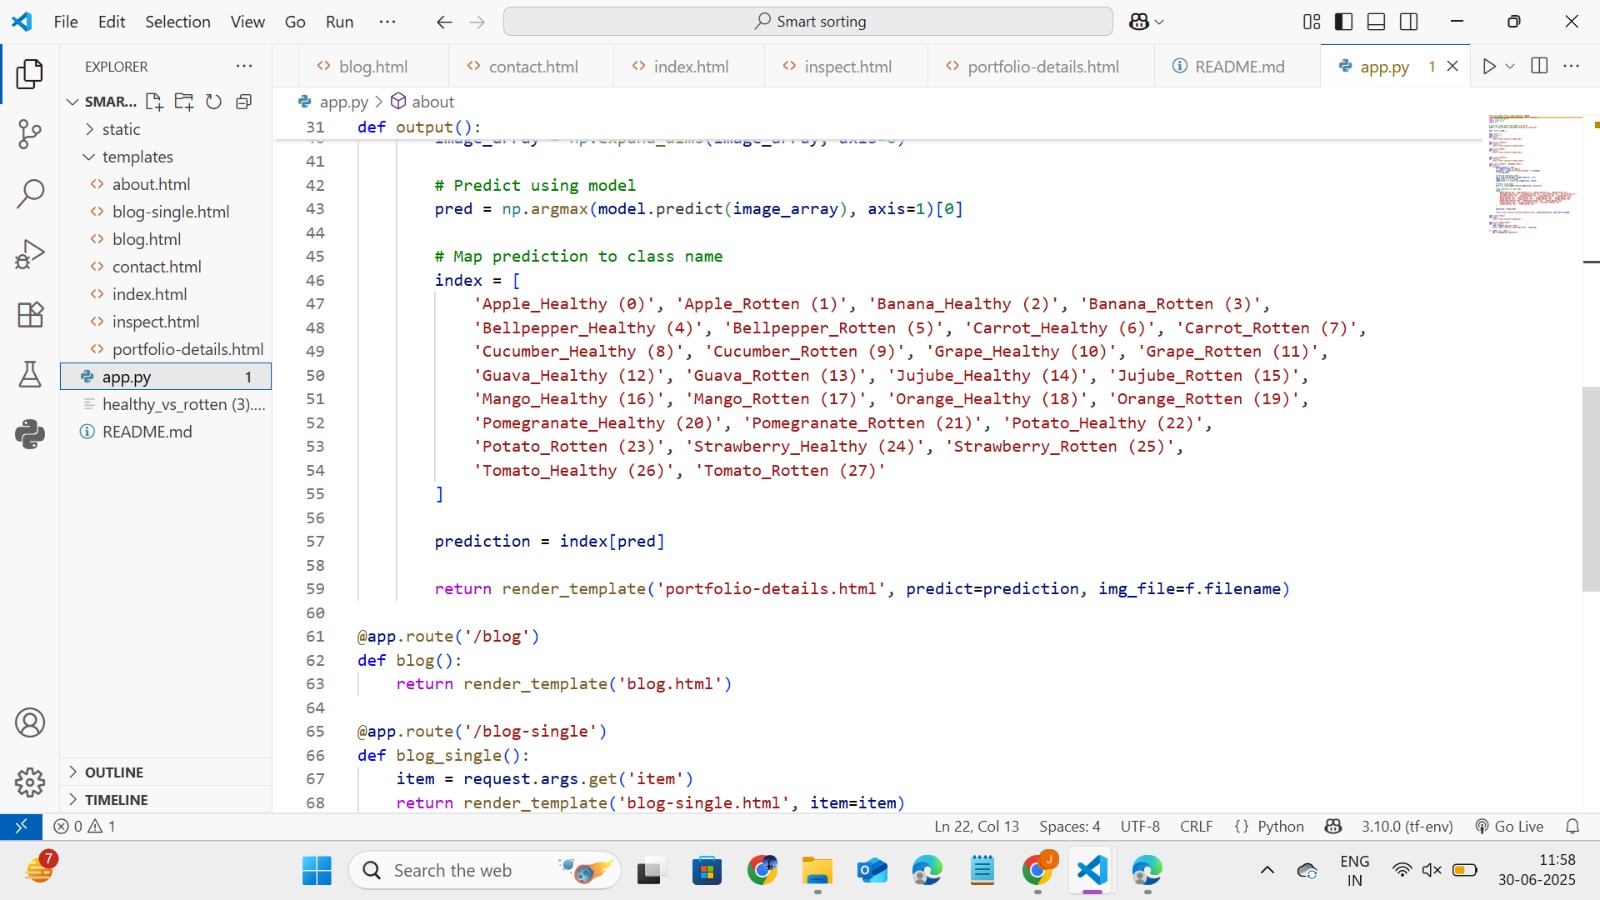 File Edit Selection View Go Run ··· Smart sorting
EXPLORER ···
SMAR...
static
templates
about.html
blog-single.html
blog.html
contact.html
index.html
inspect.html
portfolio-details.html
app.py 1
healthy_vs_rotten (3)....
README.md
OUTLINE
TIMELINE
blog.html contact.html index.html inspect.html portfolio-details.html README.md app.py 1
app.py > about
31 def output():
40 image_array = np.expand_dims(image_array, axis=0)
41
42 # Predict using model
43 pred = np.argmax(model.predict(image_array), axis=1)[0]
44
45 # Map prediction to class name
46 index = [
47 'Apple_Healthy (0)', 'Apple_Rotten (1)', 'Banana_Healthy (2)', 'Banana_Rotten (3)',
48 'Bellpepper_Healthy (4)', 'Bellpepper_Rotten (5)', 'Carrot_Healthy (6)', 'Carrot_Rotten (7)',
49 'Cucumber_Healthy (8)', 'Cucumber_Rotten (9)', 'Grape_Healthy (10)', 'Grape_Rotten (11)',
50 'Guava_Healthy (12)', 'Guava_Rotten (13)', 'Jujube_Healthy (14)', 'Jujube_Rotten (15)',
51 'Mango_Healthy (16)', 'Mango_Rotten (17)', 'Orange_Healthy (18)', 'Orange_Rotten (19)',
52 'Pomegranate_Healthy (20)', 'Pomegranate_Rotten (21)', 'Potato_Healthy (22)',
53 'Potato_Rotten (23)', 'Strawberry_Healthy (24)', 'Strawberry_Rotten (25)',
54 'Tomato_Healthy (26)', 'Tomato_Rotten (27)'
55 ]
56
57 prediction = index[pred]
58
59 return render_template('portfolio-details.html', predict=prediction, img_file=f.filename)
60
61 @app.route('/blog')
62 def blog():
63 return render_template('blog.html')
64
65 @app.route('/blog-single')
66 def blog_single():
67 item = request.args.get('item')
68 return render_template('blog-single.html', item=item)
0 1 Ln 22, Col 13 Spaces: 4 UTF-8 CRLF {} Python 3.10.0 (tf-env) Go Live
7 Search the web J ENG
IN
11:58
30-06-2025